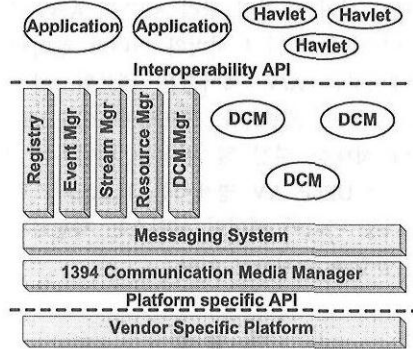 Application
Application
Havlet
Havlet
Havlet
Interoperability API
Registry
Event Mgr
Stream Mgr
Resource Mgr
DCM Mgr
DCM
DCM
DCM
Messaging System
1394 Communication Media Manager
Platform specific API
Vendor Specific Platform